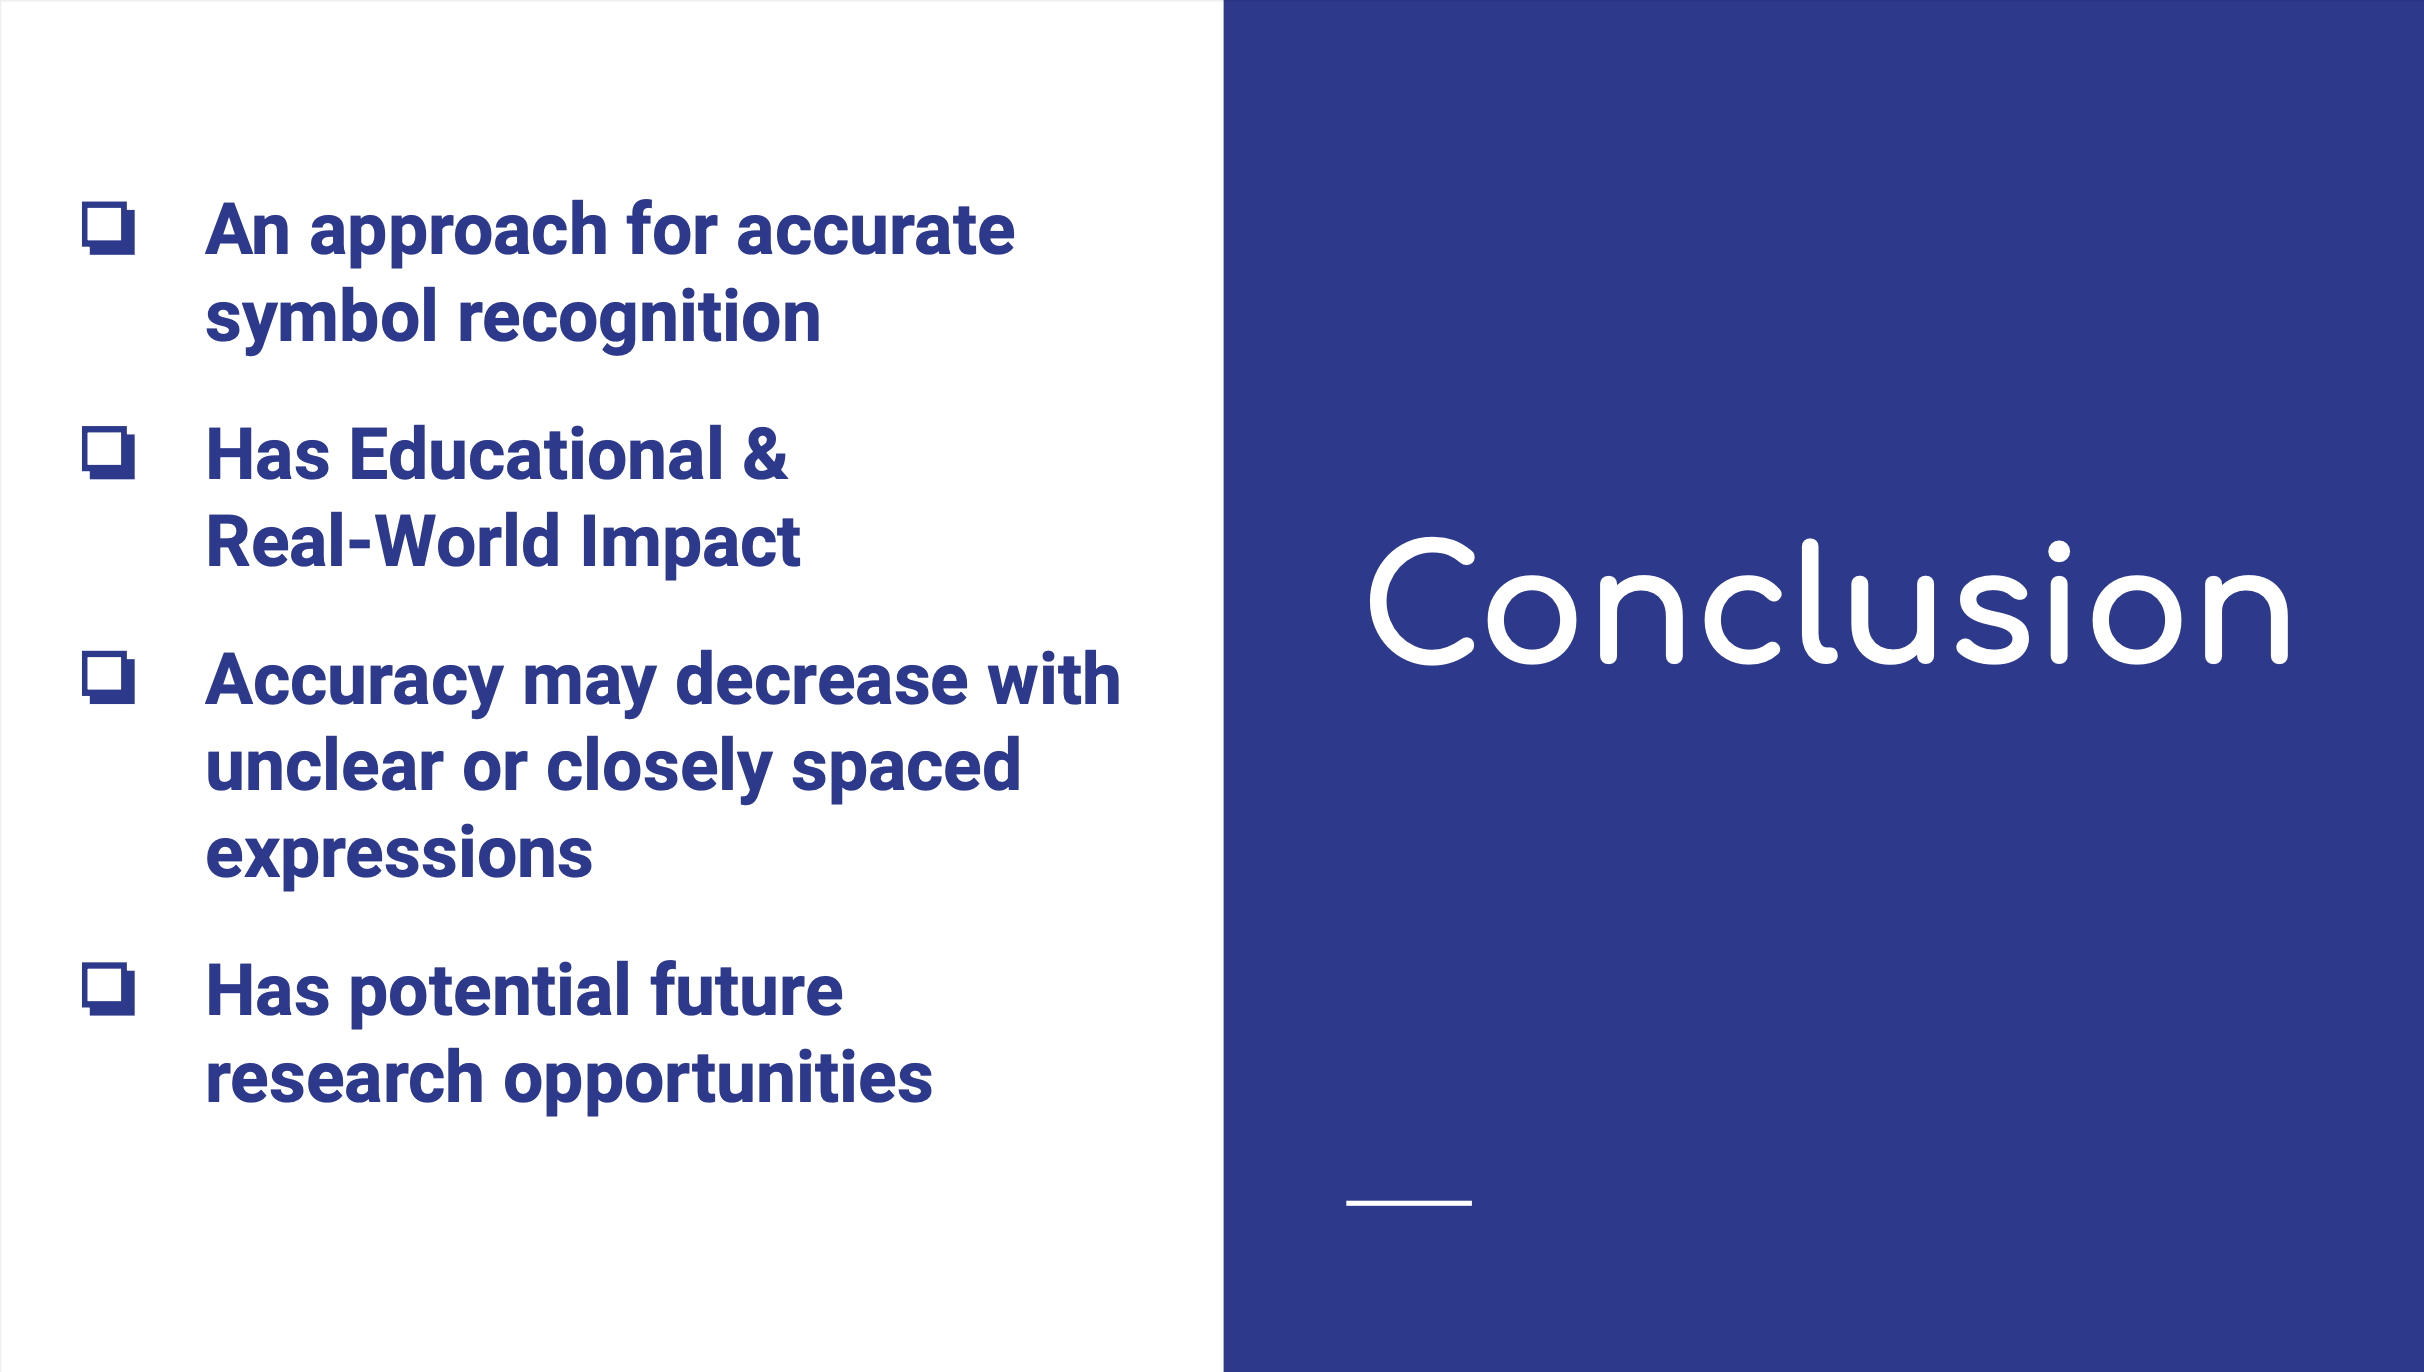 An approach for accurate
symbol recognition
Has Educational &
Real-World Impact
Accuracy may decrease with
unclear or closely spaced
expressions
Has potential future
research opportunities
Conclusion